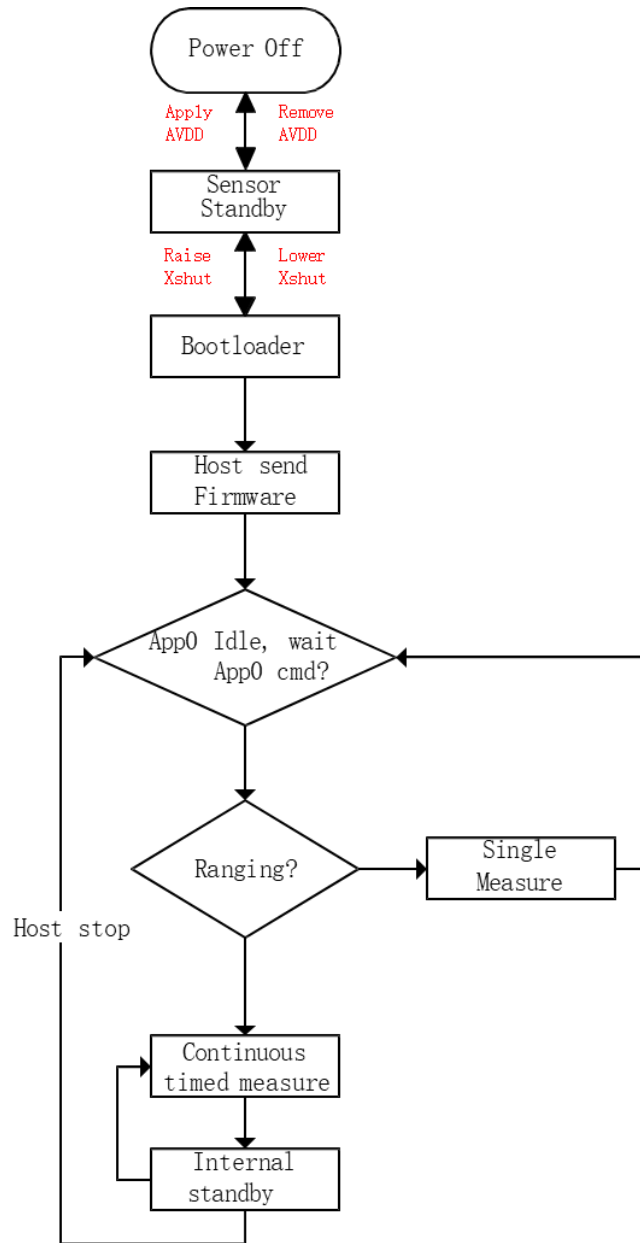 Power Off
Apply
AVDD
Remove
AVDD
Sensor
Standby
Raise
Xshut
Lower
Xshut
Bootloader
Host send
Firmware
App0 Idle, wait
App0 cmd?
Ranging?
Single
Measure
Host stop
Continuous
timed measure
Internal
standby